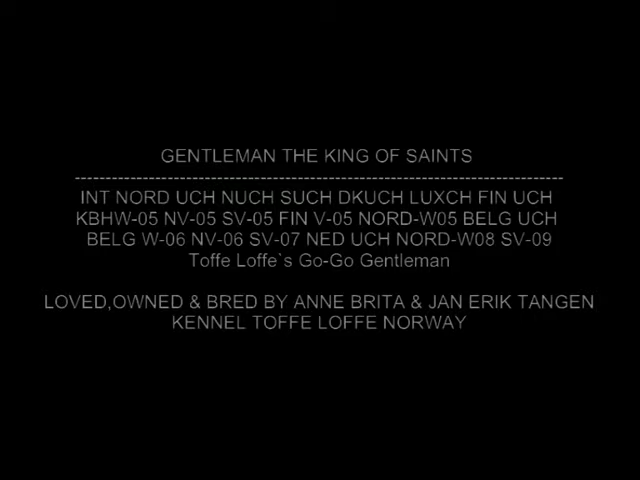 GENTLEMAN THE KING OF SAINTS
--------------------------------------------------------------------------------
INT NORD UCH NUCH SUCH DKUCH LUXCH FIN UCH
KBHW-05 NV-05 SV-05 FIN V-05 NORD-W05 BELG UCH
BELG W-06 NV-06 SV-07 NED UCH NORD-W08 SV-09
Toffe Loffe`s Go-Go Gentleman
LOVED,OWNED & BRED BY ANNE BRITA & JAN ERIK TANGEN
KENNEL TOFFE LOFFE NORWAY